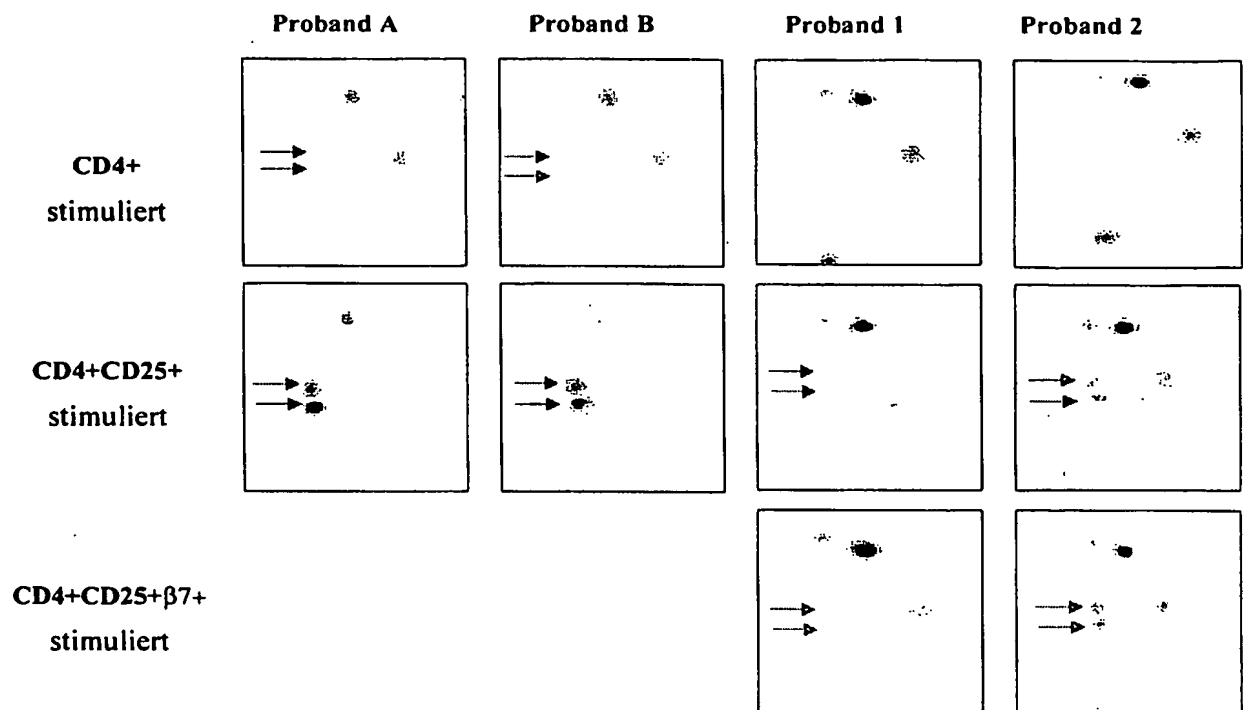 Proband A
Proband B
Proband 1
Proband 2
CD4+
stimuliert
CD4+CD25+
stimuliert
CD4+CD25+β7+
stimuliert